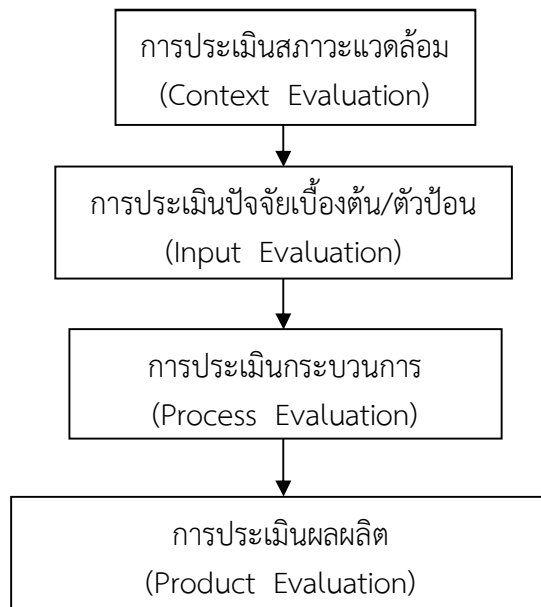 การประเมินสภาวะแวดล้อม
(Context Evaluation)
การประเมินปัจจัยเบื้องต้น/ตัวป้อน
(Input Evaluation)
การประเมินกระบวนการ
(Process Evaluation)
การประเมินผลผลิต
(Product Evaluation)